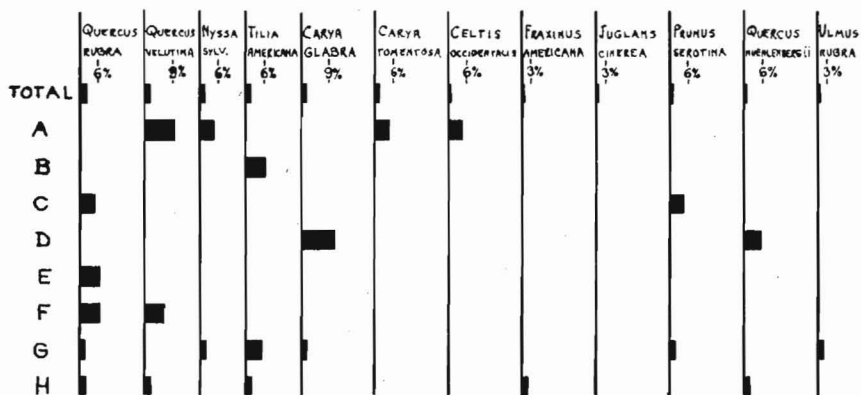 QUERCUS RUBRA 6%
QUERCUS VELUTINA 9%
NYSSA SYLV. 6%
TILIA AMERICANA 6%
CARYA GLABRA 9%
CARYA TOMENTOSA 6%
CELTIS OCCIDENTALIS 6%
FRAXINUS AMERICANA 3%
JUGLANS CINEREA 3%
PRUNUS SEROTINA 6%
QUERCUS MUEHLENBERGII 6%
ULMUS RUBRA 3%
TOTAL
A
B
C
D
E
F
G
H